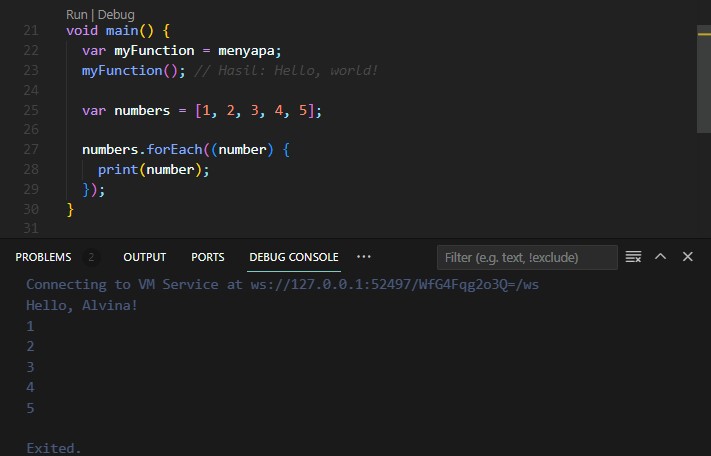 Run | Debug
21 void main() {
22   var myFunction = menyapa;
23   myFunction(); // Hasil: Hello, world!
24
25   var numbers = [1, 2, 3, 4, 5];
26
27   numbers.forEach((number) {
28     print(number);
29   });
30 }
31
PROBLEMS 2 OUTPUT PORTS DEBUG CONSOLE ··· Filter (e.g. text, !exclude)
Connecting to VM Service at ws://127.0.0.1:52497/WfG4Fqg2o3Q=/ws
Hello, Alvina!
1
2
3
4
5
Exited.